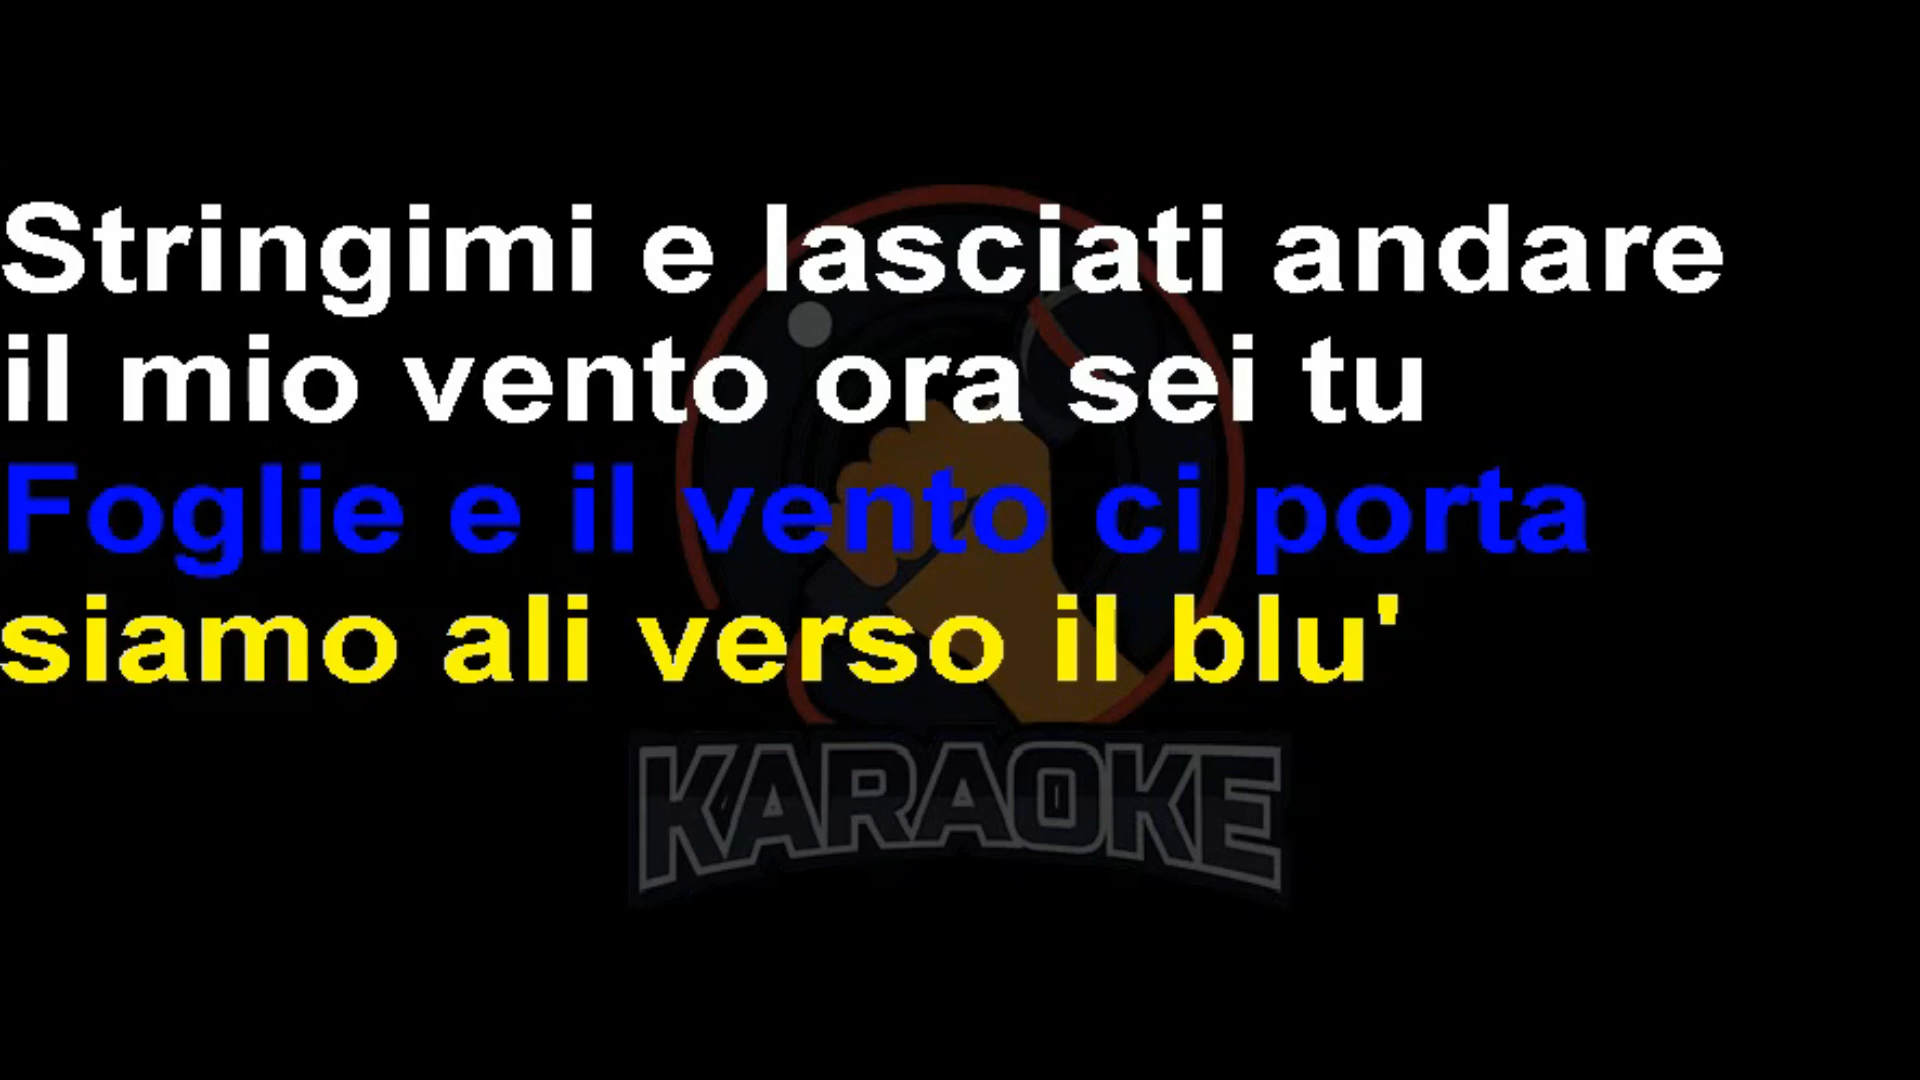 Stringimi e lasciati andare
il mio vento ora sei tu
Foglie e il vento ci porta
siamo ali verso il blu'
KARAOKE